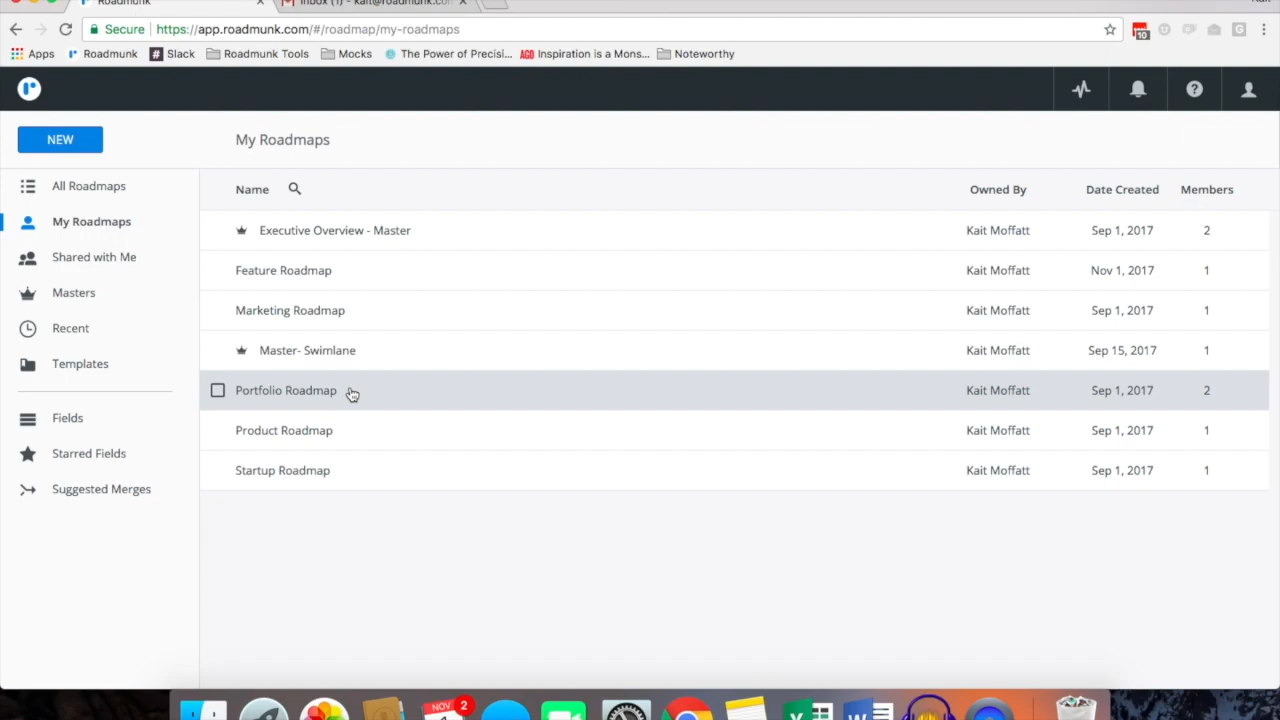 Roadmunk
Inbox (1) - kait@roadmunk.com
Secure https://app.roadmunk.com/#/roadmap/my-roadmaps
10
Apps Roadmunk Slack Roadmunk Tools Mocks The Power of Precisi... AGO Inspiration is a Mons... Noteworthy
NEW
My Roadmaps
All Roadmaps
My Roadmaps
Shared with Me
Masters
Recent
Templates
Fields
Starred Fields
Suggested Merges
Name Owned By Date Created Members
Executive Overview - Master Kait Moffatt Sep 1, 2017 2
Feature Roadmap Kait Moffatt Nov 1, 2017 1
Marketing Roadmap Kait Moffatt Sep 1, 2017 1
Master- Swimlane Kait Moffatt Sep 15, 2017 1
Portfolio Roadmap Kait Moffatt Sep 1, 2017 2
Product Roadmap Kait Moffatt Sep 1, 2017 1
Startup Roadmap Kait Moffatt Sep 1, 2017 1
NOV 2